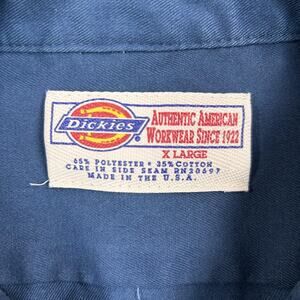 Dickies
®
AUTHENTIC AMERICAN
WORKWEAR SINCE 1922
X LARGE
65% POLYESTER • 35% COTTON
CARE IN SIDE SEAM RN20697
MADE IN THE U.S.A.